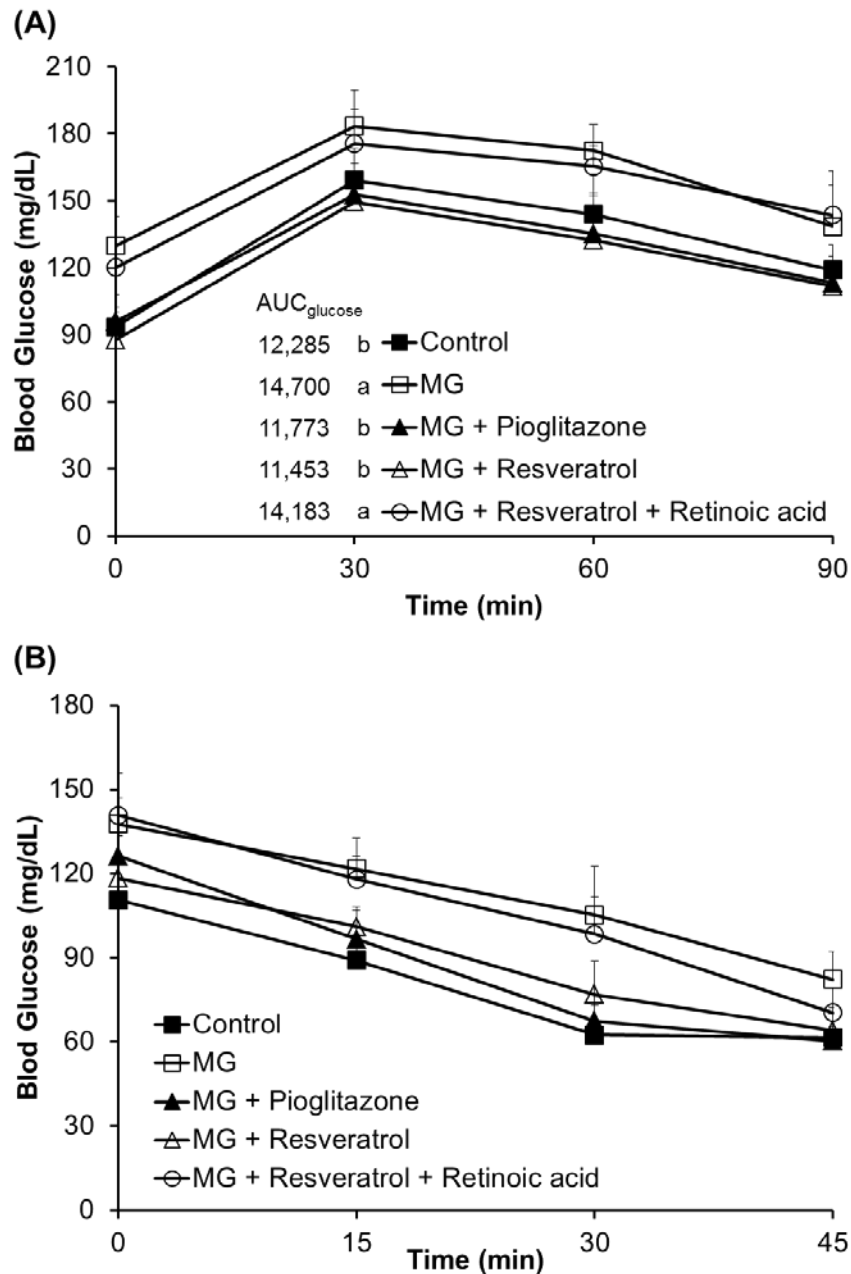 (A)
210
180
150
120
90
60
30
0
Blood Glucose (mg/dL)
AUCglucose
12,285 b Control
14,700 a MG
11,773 b MG + Pioglitazone
11,453 b MG + Resveratrol
14,183 a MG + Resveratrol + Retinoic acid
0 30 60 90
Time (min)
(B)
180
150
120
90
60
30
0
Blod Glucose (mg/dL)
Control
MG
MG + Pioglitazone
MG + Resveratrol
MG + Resveratrol + Retinoic acid
0 15 30 45
Time (min)